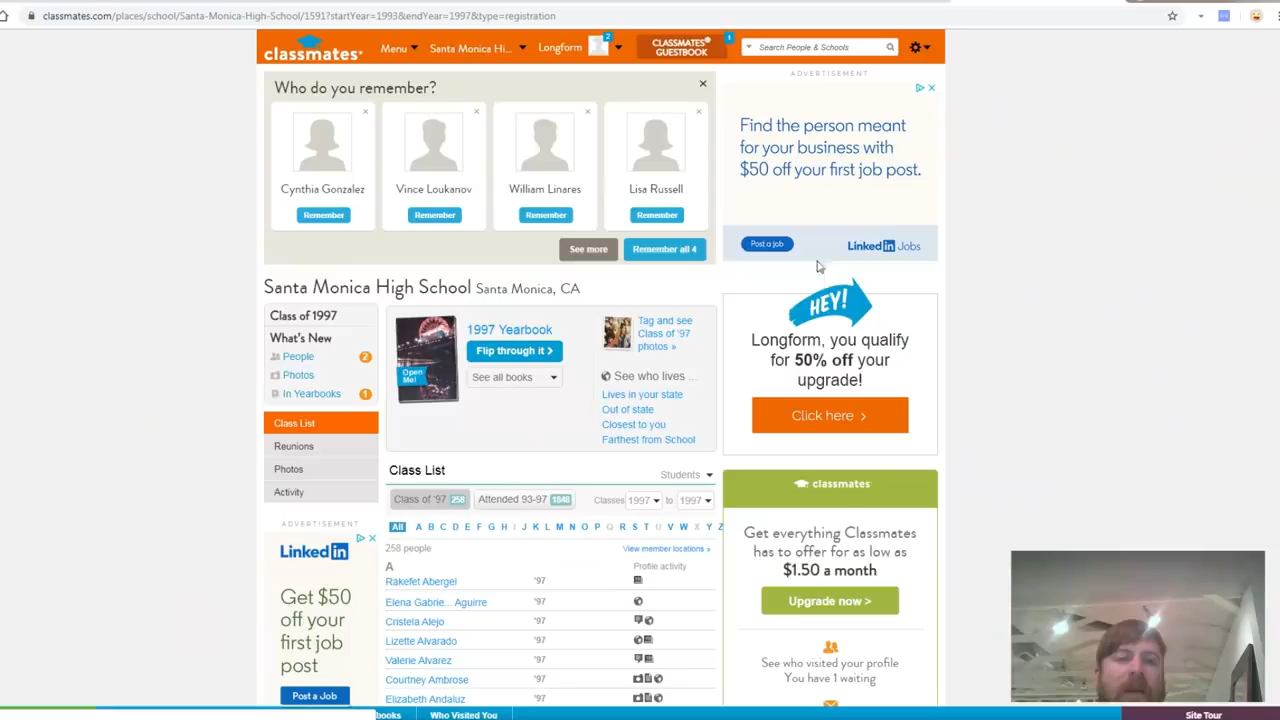 classmates.com/places/school/Santa-Monica-High-School/1591?startYear=1993&endYear=1997&type=registration
classmates
Menu
Santa Monica Hi...
Longform
2
CLASSMATES® GUESTBOOK
1
Search People & Schools
Who do you remember?
Cynthia Gonzalez
Vince Loukanov
William Linares
Lisa Russell
Remember
Remember
Remember
Remember
See more
Remember all 4
ADVERTISEMENT
Find the person meant
for your business with
$50 off your first job post.
Post a job
LinkedIn Jobs
Santa Monica High School Santa Monica, CA
Class of 1997
What's New
People 2
Photos
In Yearbooks 1
Class List
Reunions
Photos
Activity
Open Me!
1997 Yearbook
Flip through it >
See all books
Tag and see
Class of '97
photos »
See who lives ...
Lives in your state
Out of state
Closest to you
Farthest from School
HEY!
Longform, you qualify
for 50% off your
upgrade!
Click here >
Class List
Students
Class of '97 258
Attended 93-97 1848
Classes 1997 to 1997
All A B C D E F G H I J K L M N O P Q R S T U V W X Y Z
258 people
View member locations »
A
Profile activity
Rakefet Abergel '97
Elena Gabrie... Aguirre '97
Cristela Alejo '97
Lizette Alvarado '97
Valerie Alvarez '97
Courtney Ambrose '97
Elizabeth Andaluz '97
ADVERTISEMENT
LinkedIn
Get $50
off your
first job
post
Post a Job
classmates
Get everything Classmates
has to offer for as low as
$1.50 a month
Upgrade now >
See who visited your profile
You have 1 waiting
books
Who Visited You
Site Tour